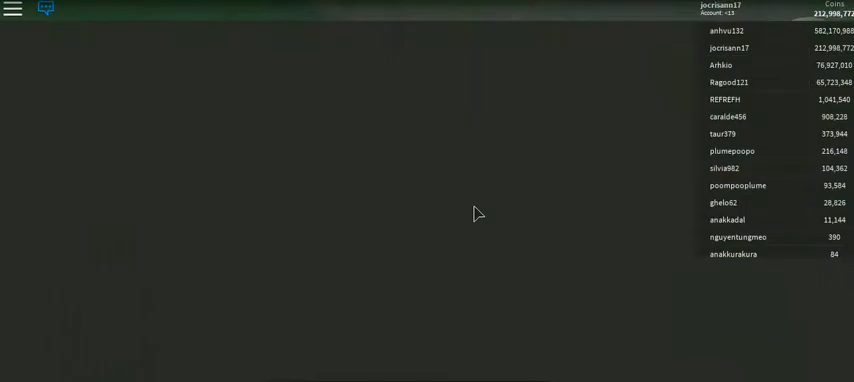 jocrisann17 Coins
Account: <13 212,998,772
anhvu132 582,170,988
jocrisann17 212,998,772
Arhkio 76,927,010
Ragood121 65,723,348
REFREFH 1,041,540
caralde456 908,228
taur379 373,944
plumepoopo 216,148
silvia982 104,362
poompooplume 93,584
ghelo62 28,826
anakkadal 11,144
nguyentungmeo 390
anakkurakura 84